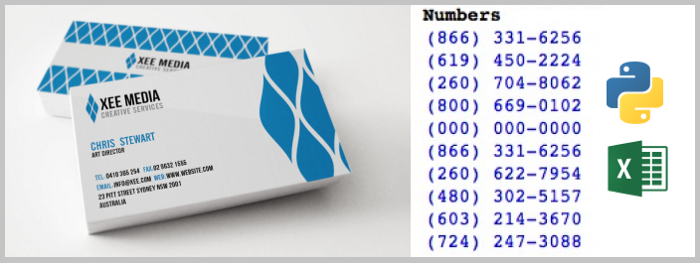 XEE MEDIA
CREATIVE SERVICES
XEE MEDIA
CREATIVE SERVICES
CHRIS STEWART
ART DIRECTOR
TEL. 0410 366 254 FAX.02 8632 1555
EMAIL.INFO@XEE.COM WEB.WWW.WEBSITE.COM
23 PITT STREET SYDNEY NSW 2001
AUSTRALIA
Numbers
(866) 331-6256
(619) 450-2224
(260) 704-8062
(800) 669-0102
(000) 000-0000
(866) 331-6256
(260) 622-7954
(480) 302-5157
(603) 214-3670
(724) 247-3088
X